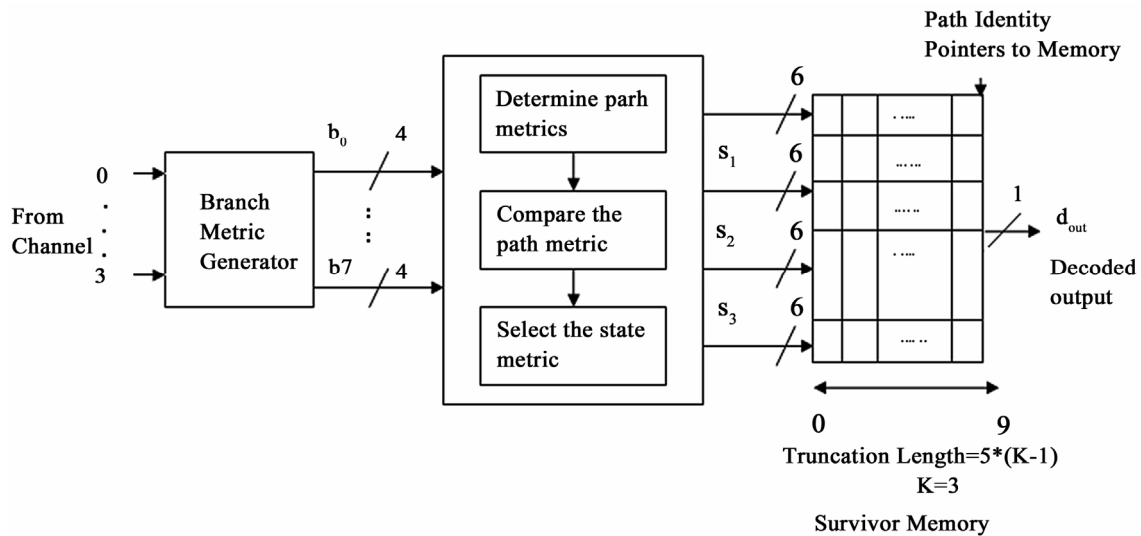 Path Identity
Pointers to Memory
6
Determine parh
metrics
. ....
b₀
4
s₁
6
......
0
Branch
Metric
Generator
1
From
Channel
.
.
.
Compare the
path metric
......
dₒᵤₜ
:
:
s₂
6
. ....
Decoded
output
3
b7
4
s₃
6
Select the state
metric
......
0
9
Truncation Length=5*(K-1)
K=3
Survivor Memory